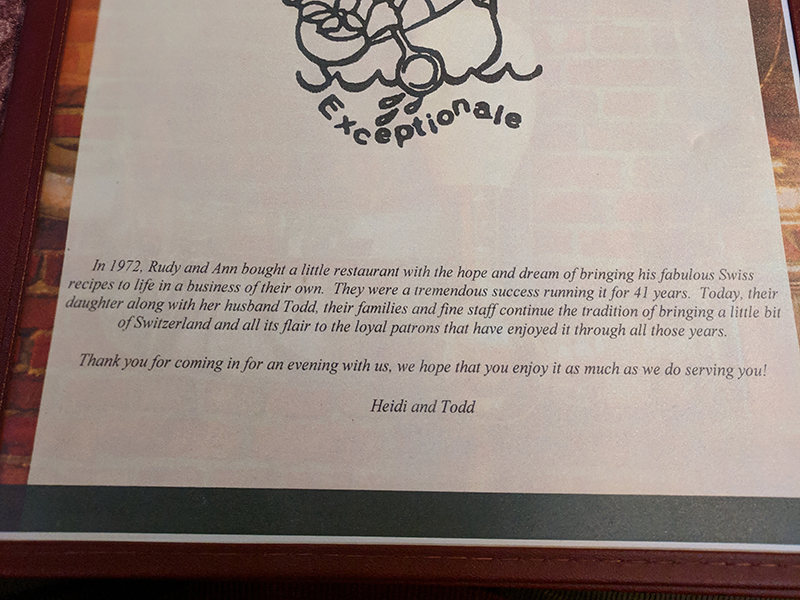 Exceptionale
In 1972, Rudy and Ann bought a little restaurant with the hope and dream of bringing his fabulous Swiss
recipes to life in a business of their own. They were a tremendous success running it for 41 years. Today, their
daughter along with her husband Todd, their families and fine staff continue the tradition of bringing a little bit
of Switzerland and all its flair to the loyal patrons that have enjoyed it through all those years.
Thank you for coming in for an evening with us, we hope that you enjoy it as much as we do serving you!
Heidi and Todd